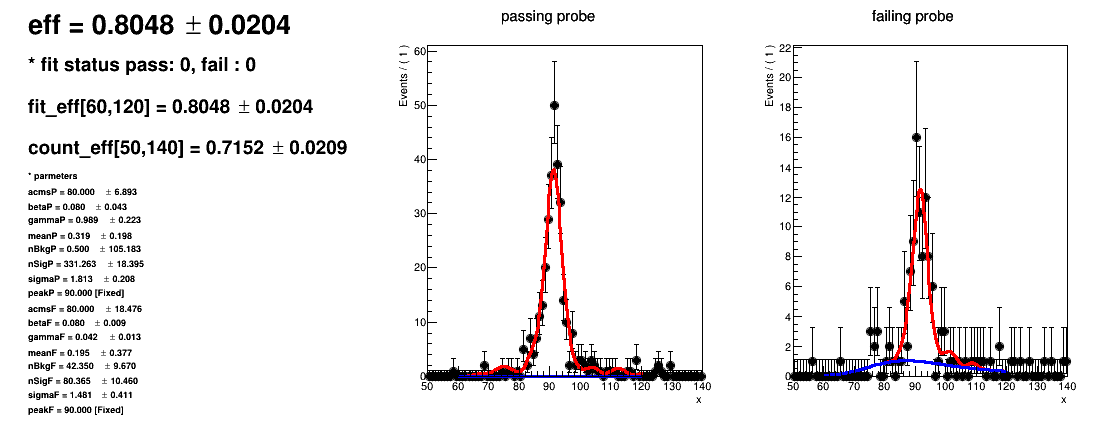 eff = 0.8048 ± 0.0204
* fit status pass: 0, fail : 0
fit_eff[60,120] = 0.8048 ± 0.0204
count_eff[50,140] = 0.7152 ± 0.0209
* parmeters
acmsP = 80.000 ± 6.893
betaP = 0.080 ± 0.043
gammaP = 0.989 ± 0.223
meanP = 0.319 ± 0.198
nBkgP = 0.500 ± 105.183
nSigP = 331.263 ± 18.395
sigmaP = 1.813 ± 0.208
peakP = 90.000 [Fixed]
acmsF = 80.000 ± 18.476
betaF = 0.080 ± 0.009
gammaF = 0.042 ± 0.013
meanF = 0.195 ± 0.377
nBkgF = 42.350 ± 9.670
nSigF = 80.365 ± 10.460
sigmaF = 1.481 ± 0.411
peakF = 90.000 [Fixed]
passing probe
Events / ( 1 )
60
50
40
30
20
10
0
50 60 70 80 90 100 110 120 130 140
x
failing probe
Events / ( 1 )
22
20
18
16
14
12
10
8
6
4
2
0
50 60 70 80 90 100 110 120 130 140
x